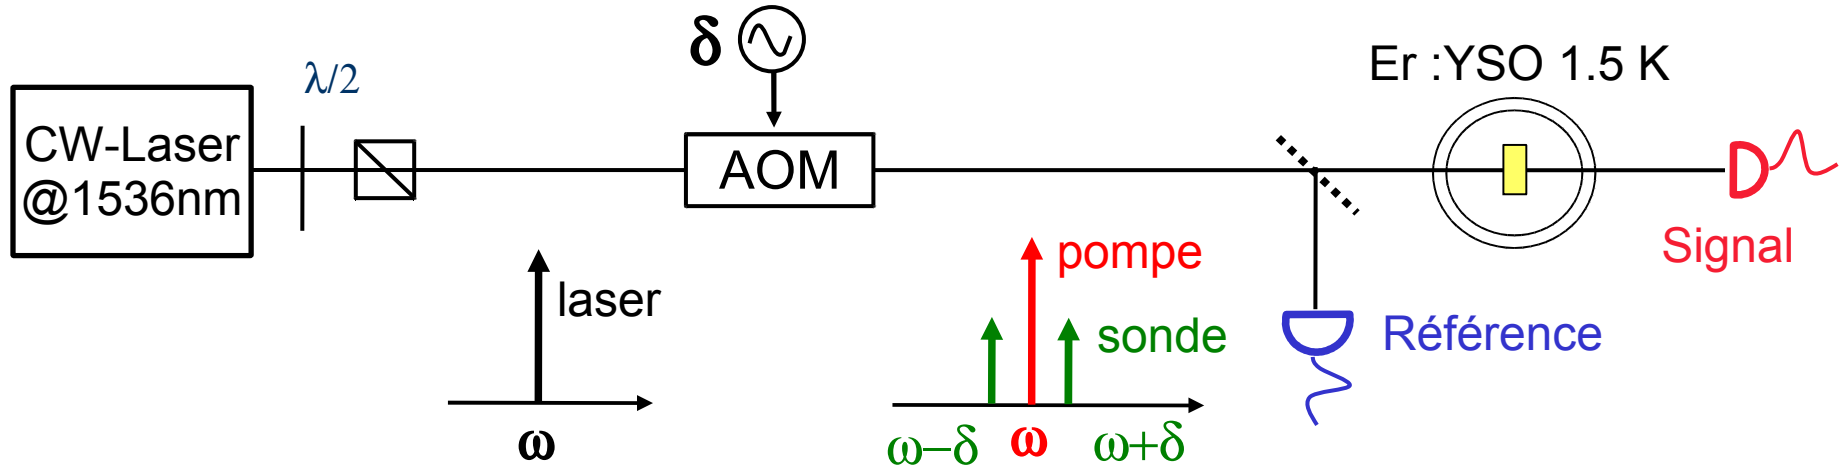 δ
Er :YSO 1.5 K
λ/2
CW-Laser
@1536nm
AOM
Signal
pompe
laser
sonde
Référence
ω
ω−δ
ω
ω+δ